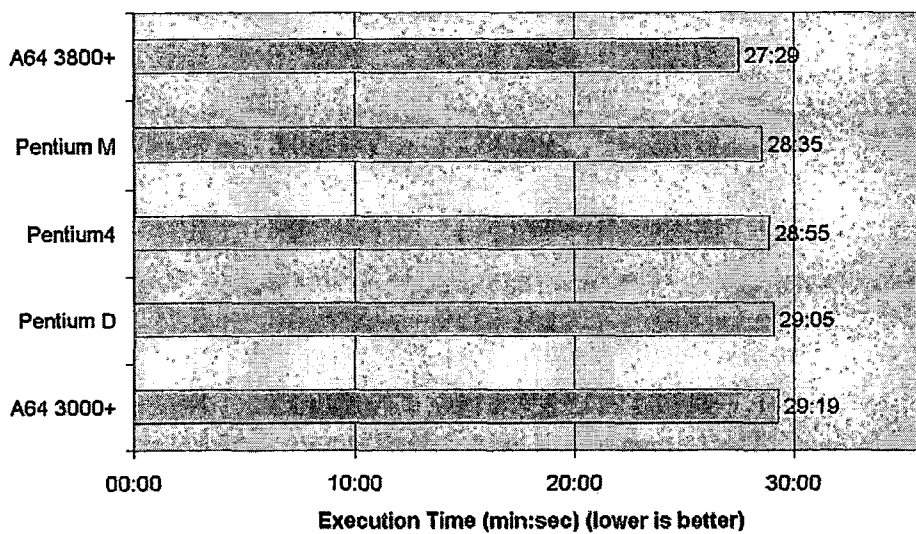 A64 3800+ 27:29
Pentium M 28:35
Pentium4 28:55
Pentium D 29:05
A64 3000+ 29:19
00:00 10:00 20:00 30:00
Execution Time (min:sec) (lower is better)